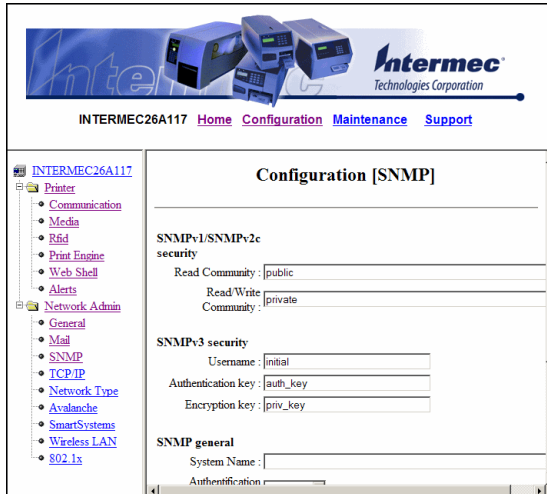 Intermec
Intermec®
Technologies Corporation
INTERMEC26A117 Home Configuration Maintenance Support
INTERMEC26A117
Printer
Communication
Media
Rfid
Print Engine
Web Shell
Alerts
Network Admin
General
Mail
SNMP
TCP/IP
Network Type
Avalanche
SmartSystems
Wireless LAN
802.1x
Configuration [SNMP]
SNMPv1/SNMPv2c
security
Read Community : public
Read/Write
Community : private
SNMPv3 security
Username : initial
Authentication key : auth_key
Encryption key : priv_key
SNMP general
System Name :
Authentification